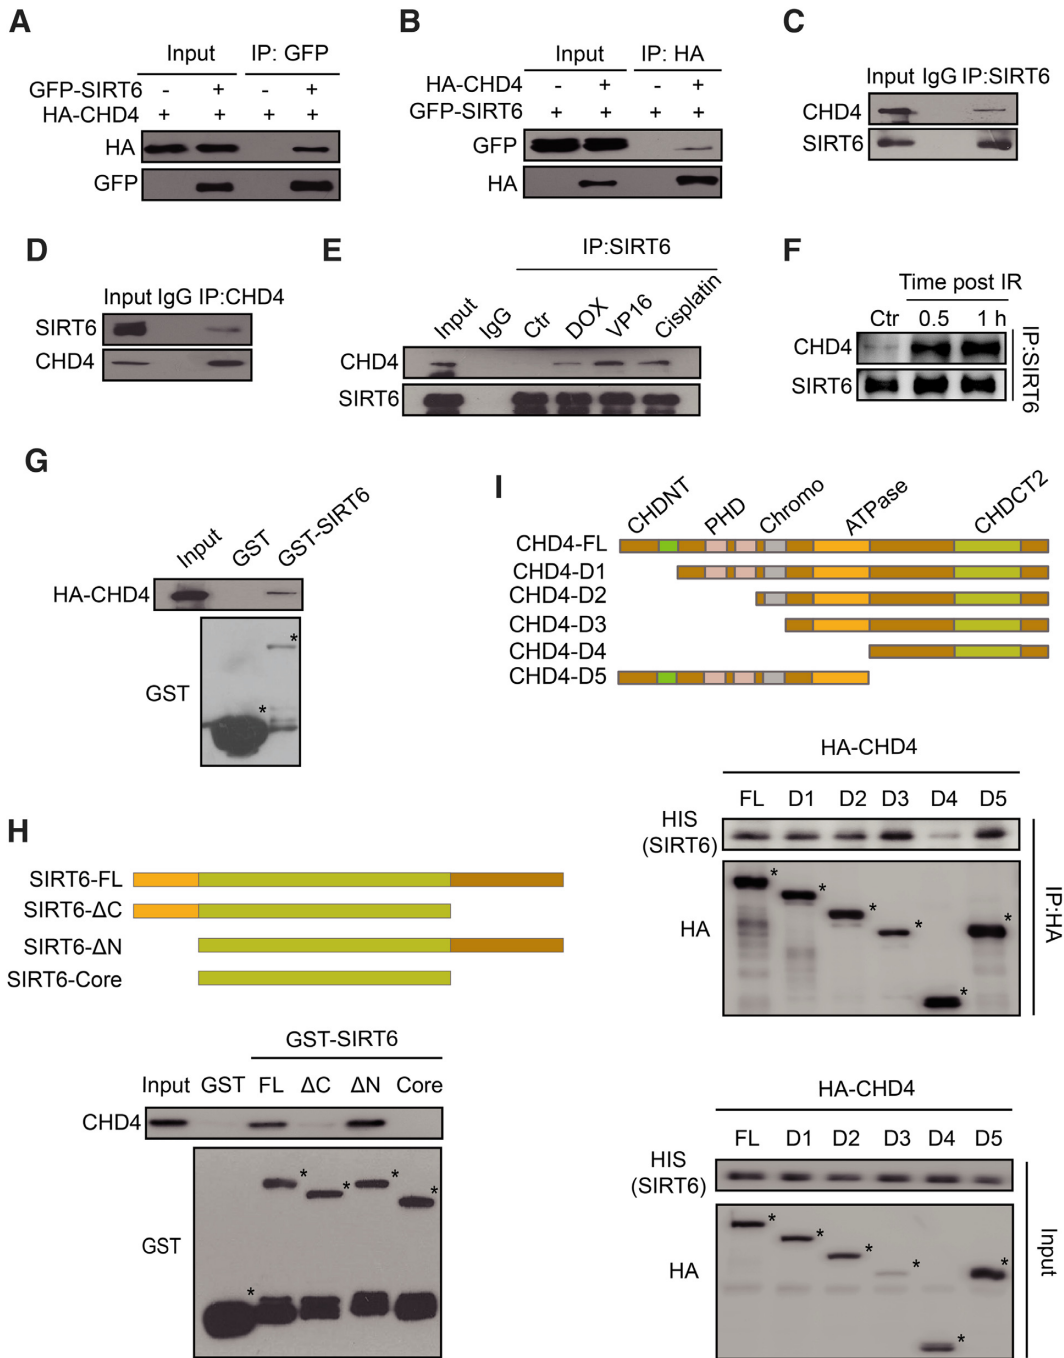 A
Input IP: GFP
GFP-SIRT6 - + - +
HA-CHD4 + + + +
HA
GFP
B
Input IP: HA
HA-CHD4 - + - +
GFP-SIRT6 + + + +
GFP
HA
C
Input IgG IP:SIRT6
CHD4
SIRT6
D
Input IgG IP:CHD4
SIRT6
CHD4
E
IP:SIRT6
Input IgG Ctr DOX VP16 Cisplatin
CHD4
SIRT6
F
Time post IR
Ctr 0.5 1 h
CHD4
SIRT6
IP:SIRT6
G
Input GST GST-SIRT6
HA-CHD4
GST
*
*
H
SIRT6-FL
SIRT6-ΔC
SIRT6-ΔN
SIRT6-Core
GST-SIRT6
Input GST FL ΔC ΔN Core
CHD4
GST
* * * *
*
I
CHDNT PHD Chromo ATPase CHDCT2
CHD4-FL
CHD4-D1
CHD4-D2
CHD4-D3
CHD4-D4
CHD4-D5
HA-CHD4
FL D1 D2 D3 D4 D5
HIS
(SIRT6)
HA
* * * * * *
IP:HA
HA-CHD4
FL D1 D2 D3 D4 D5
HIS
(SIRT6)
HA
* * * * * *
Input